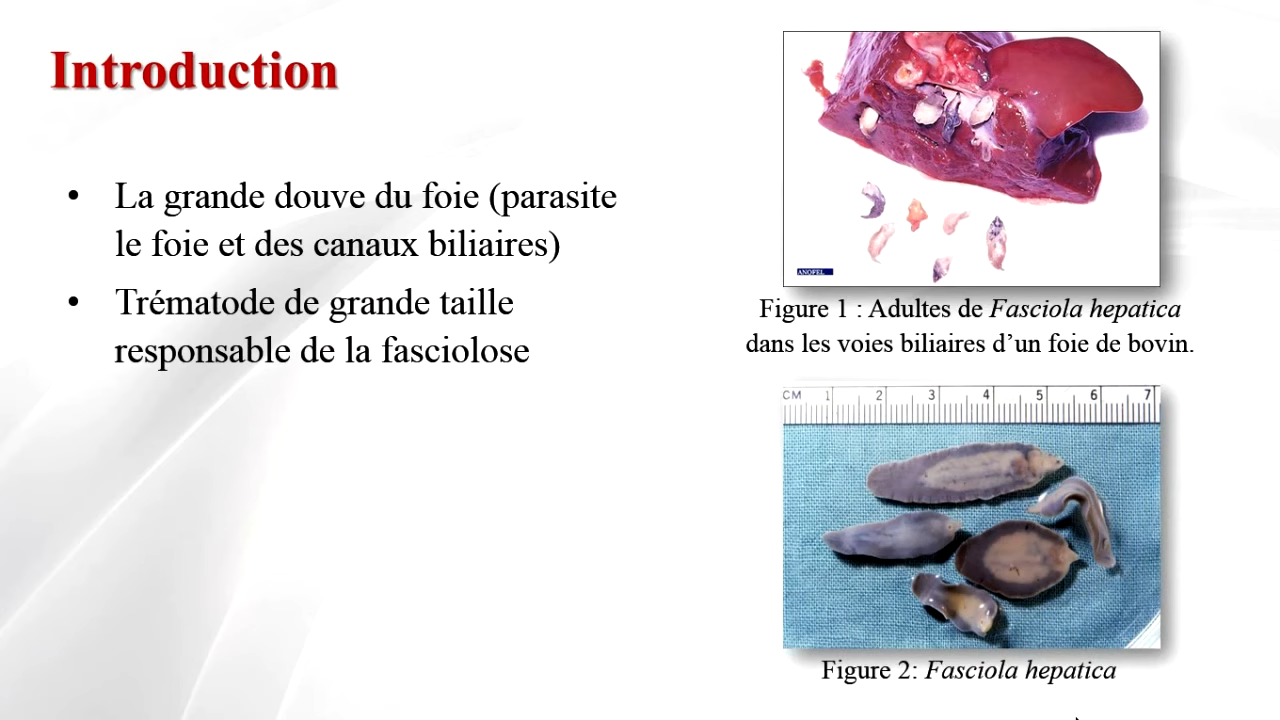 Introduction
• La grande douve du foie (parasite
le foie et des canaux biliaires)
• Trématode de grande taille
responsable de la fasciolose
ANOFEL
Figure 1 : Adultes de Fasciola hepatica
dans les voies biliaires d’un foie de bovin.
CM 1 2 3 4 5 6 7
Figure 2: Fasciola hepatica